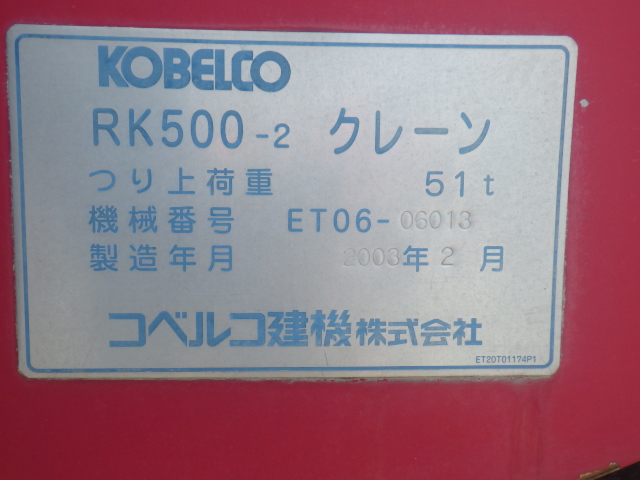 KOBELCO
RK500-2 クレーン
つり上荷重 51t
機械番号 ET06-06013
製造年月 2003年2月
コベルコ建機株式会社
ET20T01174P1